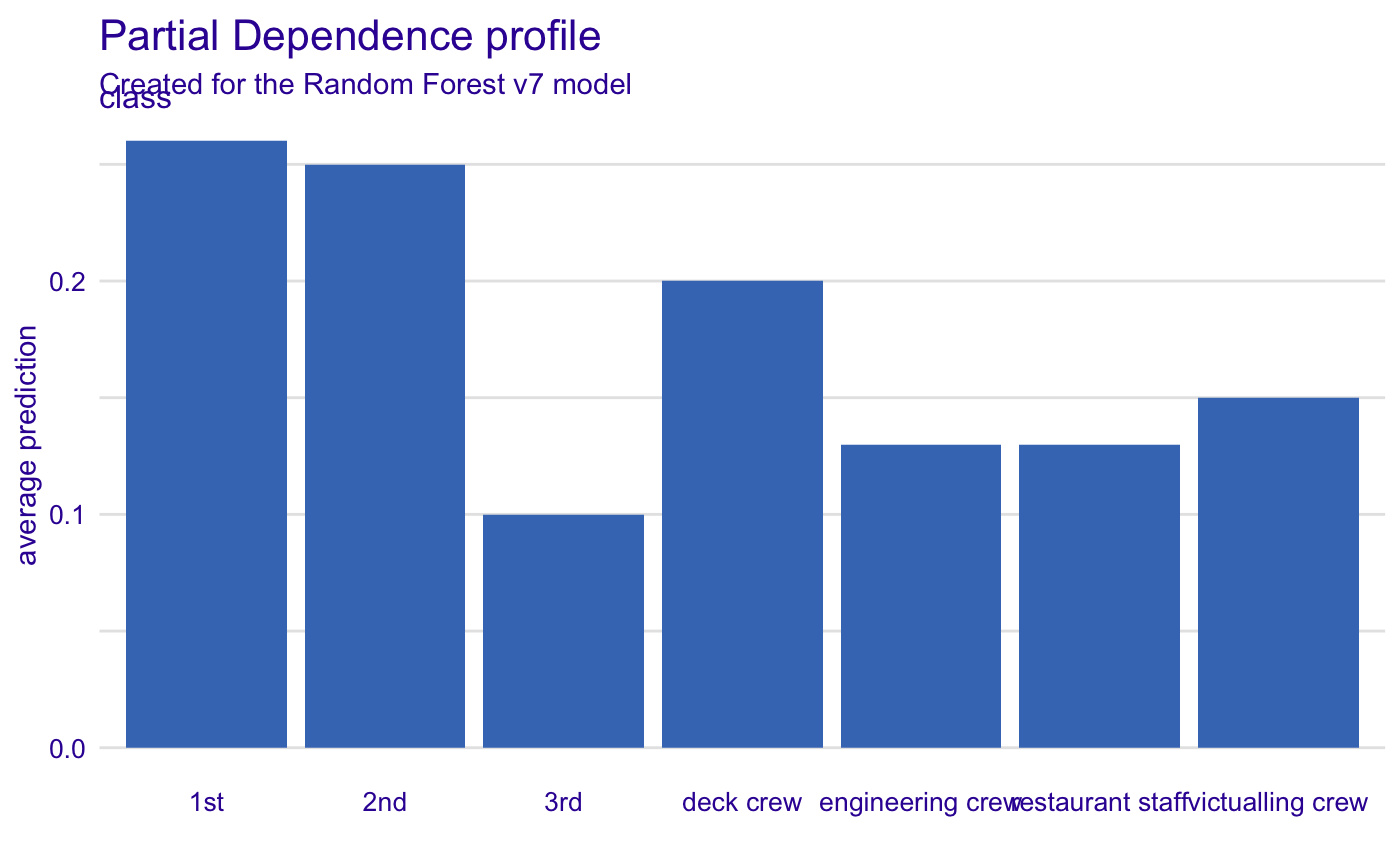 Partial Dependence profile
Created for the Random Forest v7 model
class
average prediction
0.2
0.1
0.0
1st 2nd 3rd deck crew engineering crew restaurant staff victualling crew